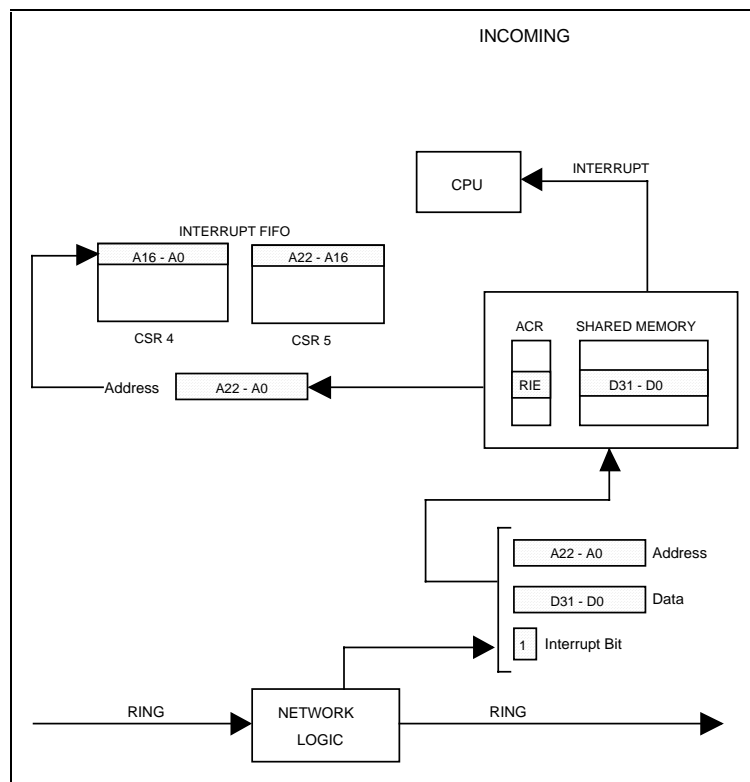 INCOMING
CPU
INTERRUPT
INTERRUPT FIFO
A16 - A0
A22 - A16
CSR 4
CSR 5
ACR
SHARED MEMORY
RIE
D31 - D0
Address
A22 - A0
A22 - A0
Address
D31 - D0
Data
1
Interrupt Bit
RING
NETWORK
LOGIC
RING